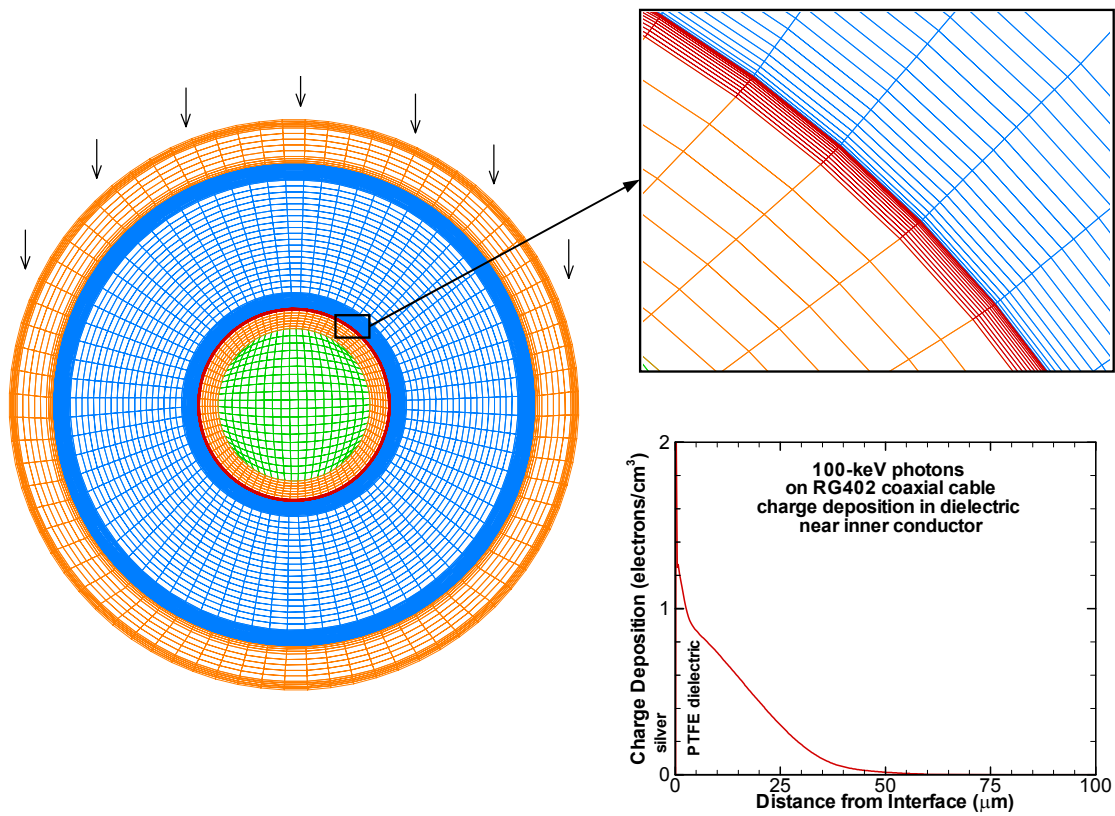 2
1
0
Charge Deposition (electrons/cm³)
silver
PTFE dielectric
100-keV photons
on RG402 coaxial cable
charge deposition in dielectric
near inner conductor
0
25
50
75
100
Distance from Interface (μm)